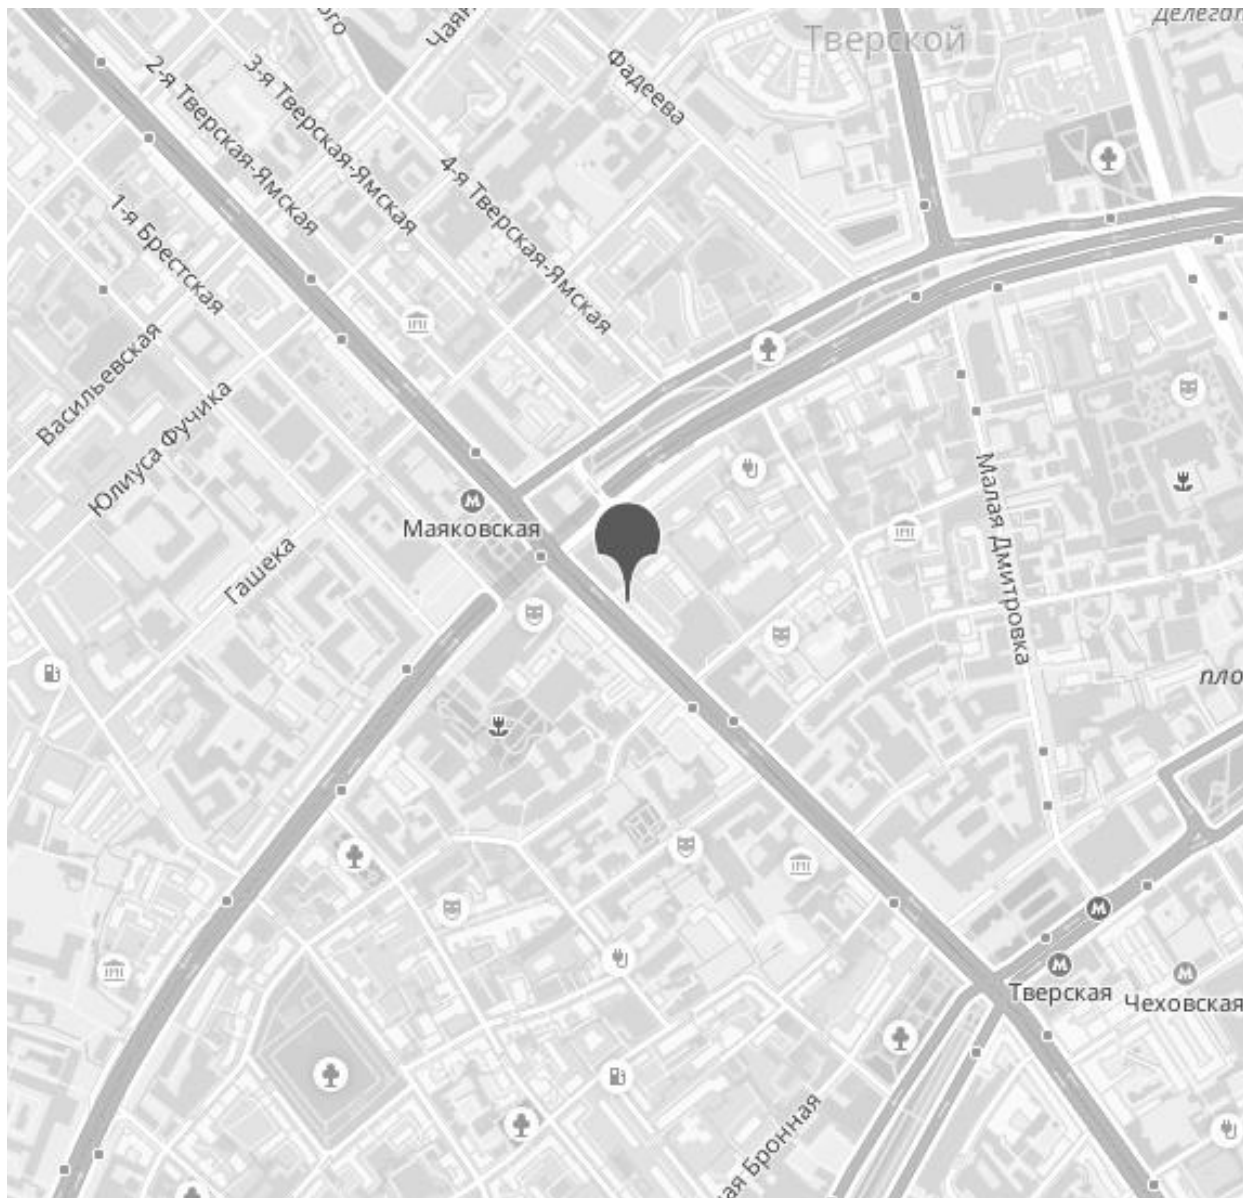 Тверской
2-я Тверская-Ямская
3-я Тверская-Ямская
Фадеева
4-я Тверская-Ямская
1-я Брестская
Васильевская
Юлиуса Фучика
Маяковская
Гашека
Малая Дмитровка
Тверская
Чеховская
Бронная